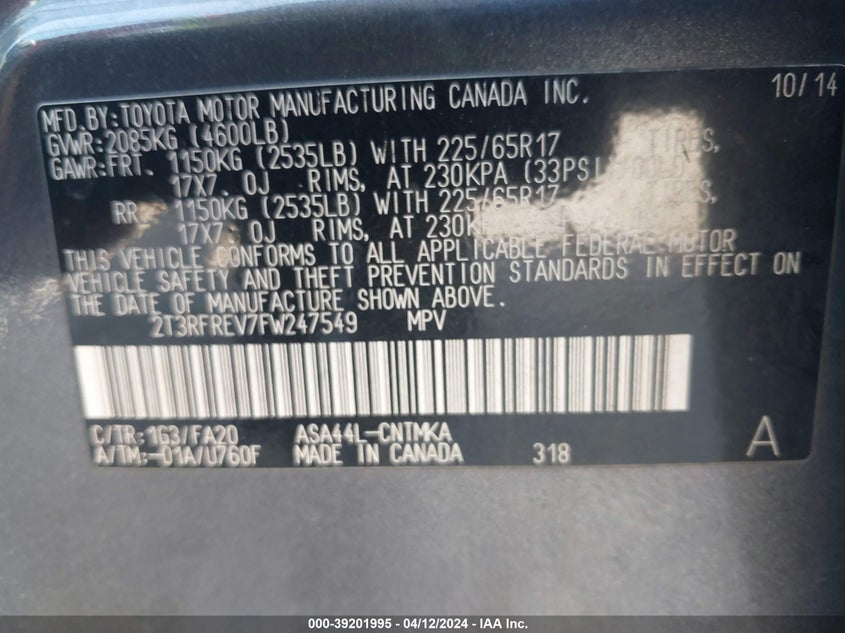 MFD.BY:TOYOTA MOTOR MANUFACTURING CANADA INC. 10/14
GVWR:2085KG (4600LB)
GAWR:FRT. 1150KG (2535LB) WITH 225/65R17 TIRES,
17X7.0J RIMS, AT 230KPA (33PSI
RR 1150KG (2535LB) WITH 225/65R17
17X7.0J RIMS, AT
THIS VEHICLE CONFORMS TO ALL APPLICABLE FEDERAL MOTOR
VEHICLE SAFETY AND THEFT PREVENTION STANDARDS IN EFFECT ON
THE DATE OF MANUFACTURE SHOWN ABOVE.
2T3RFREV7FW247549 MPV
C/TR:1G3/FA20 ASA44L-CNTMKA
A/TM:-01A/U760F MADE IN CANADA 318 A
000-39201995 - 04/12/2024 - IAA Inc.